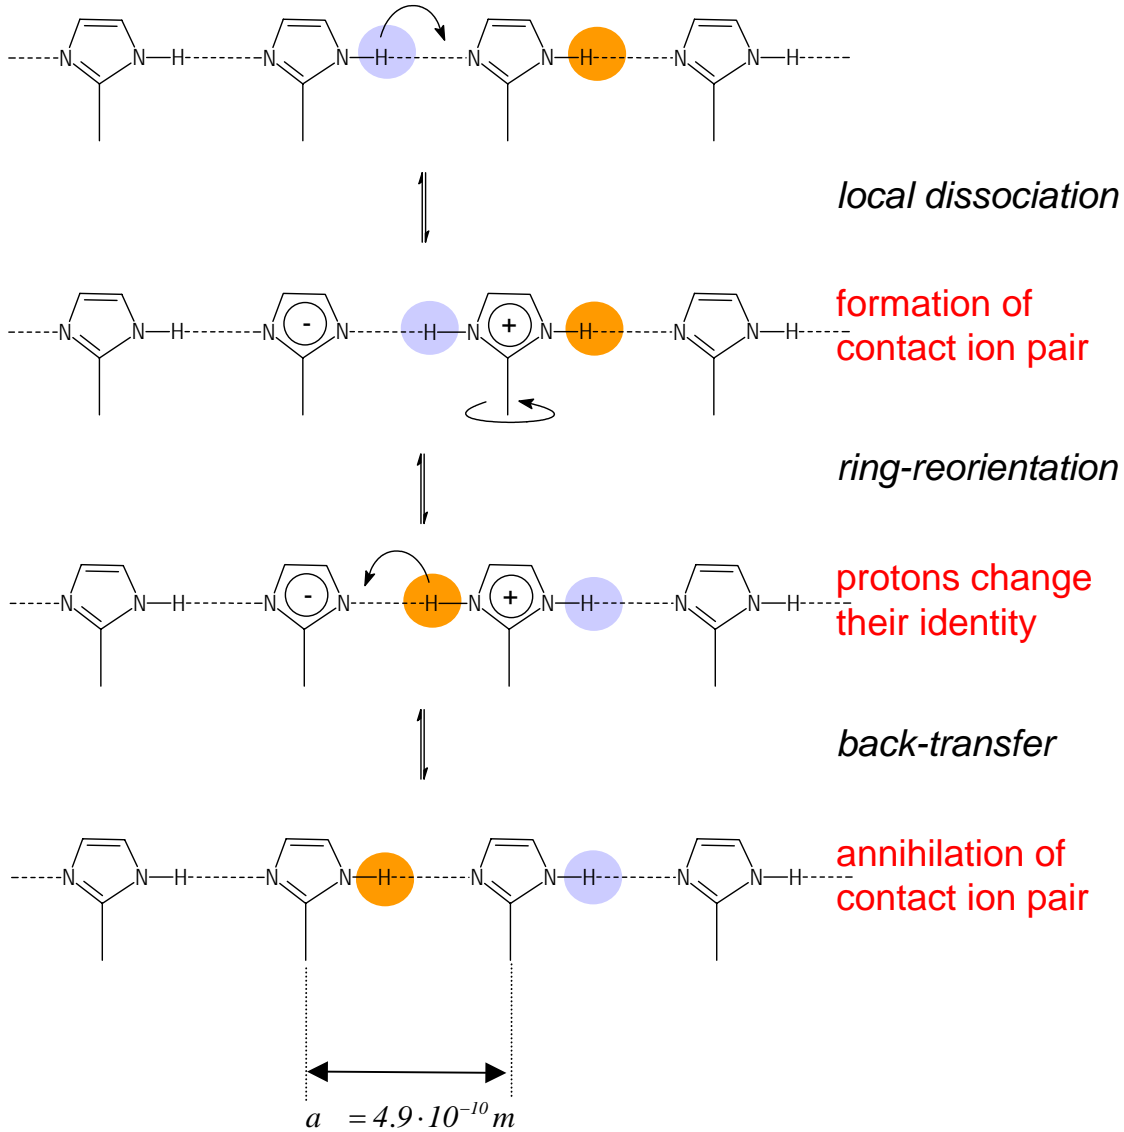 N N H N N H N N H N N H
local dissociation
N N H N - N H N + N H N N H
formation of
contact ion pair
ring-reorientation
N N H N - N H N + N H N N H
protons change
their identity
back-transfer
N N H N N H N N H N N H
annihilation of
contact ion pair
a = 4.9·10⁻¹⁰ m